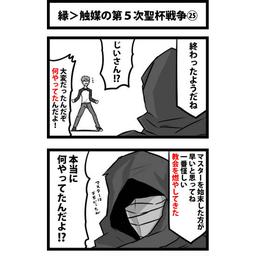 縁>触媒の第5次聖杯戦争㉕
終わったようだね
じいさん!?
大変だったんだぞ
何やってたんだよ!
マスターを始末した方が
早いと思ってね
一番怪しい
教会を燃やしてきた
本当に
何やってたんだよ!?